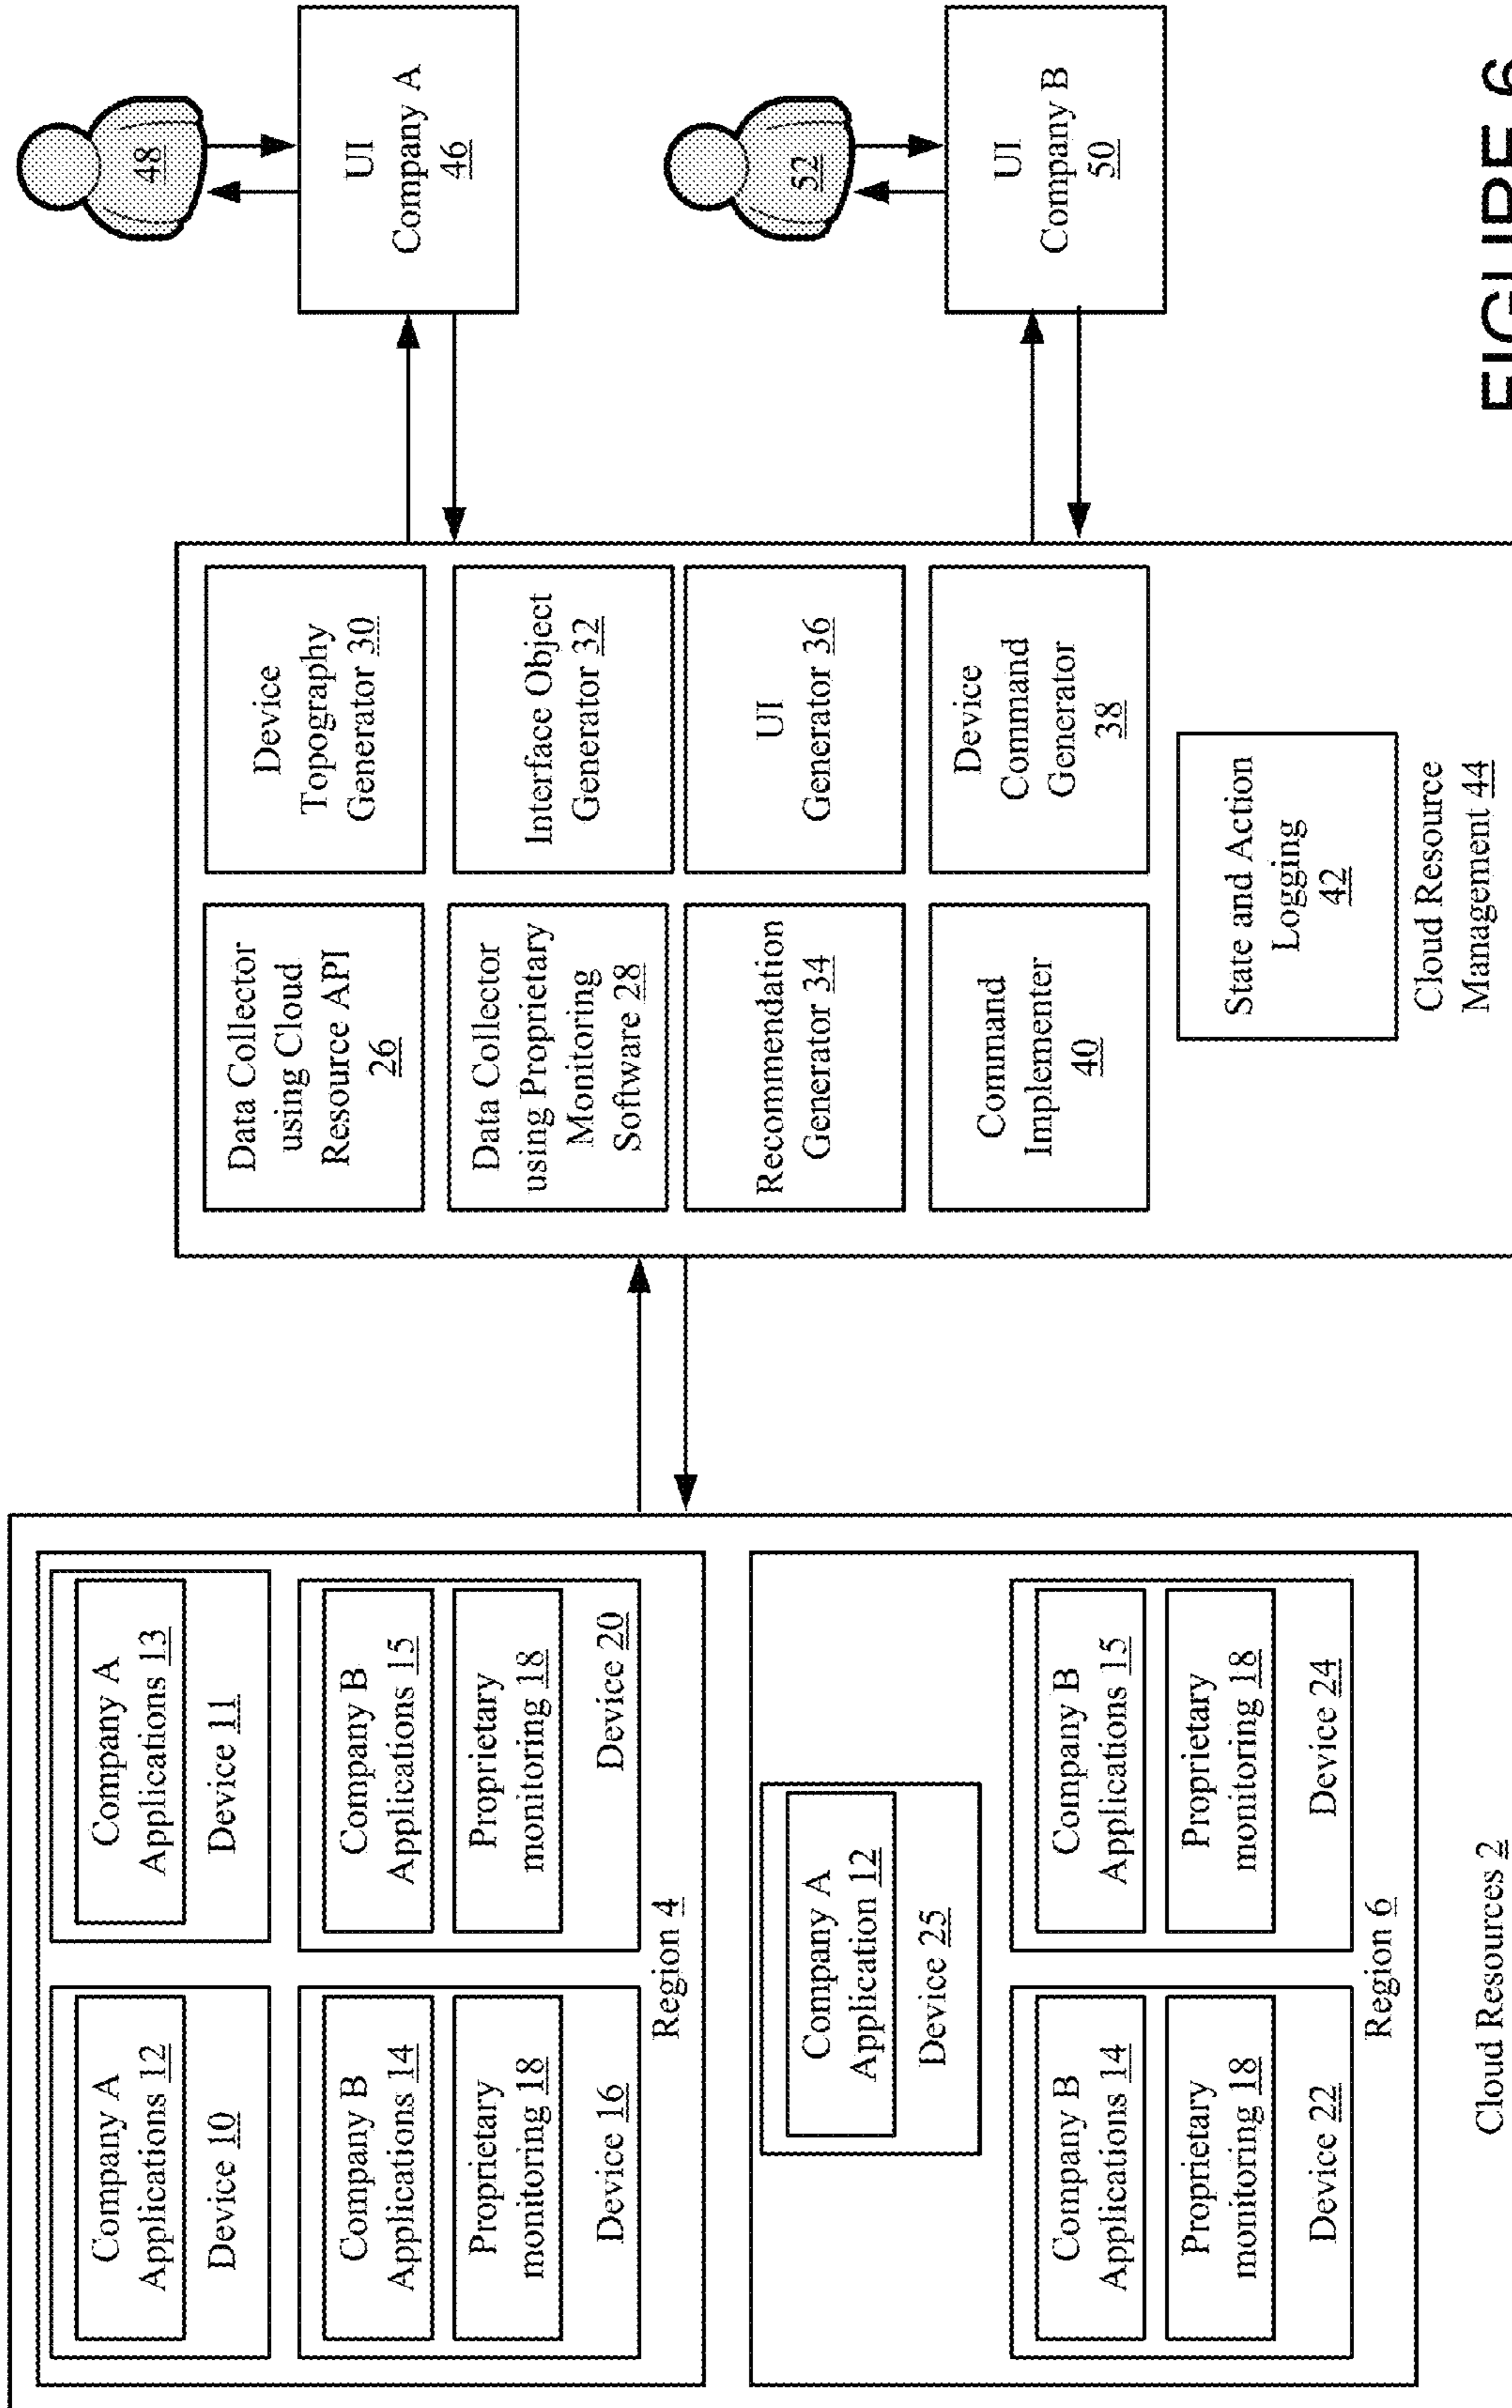 Company A
Applications 12
Device 10
Company A
Applications 13
Device 11
Company B
Applications 14
Proprietary
monitoring 18
Device 16
Company B
Applications 15
Proprietary
monitoring 18
Device 20
Region 4
Company A
Application 12
Device 25
Company B
Applications 14
Proprietary
monitoring 18
Device 22
Company B
Applications 15
Proprietary
monitoring 18
Device 24
Region 6
Cloud Resources 2
Data Collector
using Cloud
Resource API
26
Device
Topography
Generator 30
Data Collector
using Proprietary
Monitoring
Software 28
Interface Object
Generator 32
Recommendation
Generator 34
UI
Generator 36
Command
Implementer
40
Device
Command
Generator
38
State and Action
Logging
42
Cloud Resource
Management 44
48
UI
Company A
46
52
UI
Company B
50
FIGURE 6